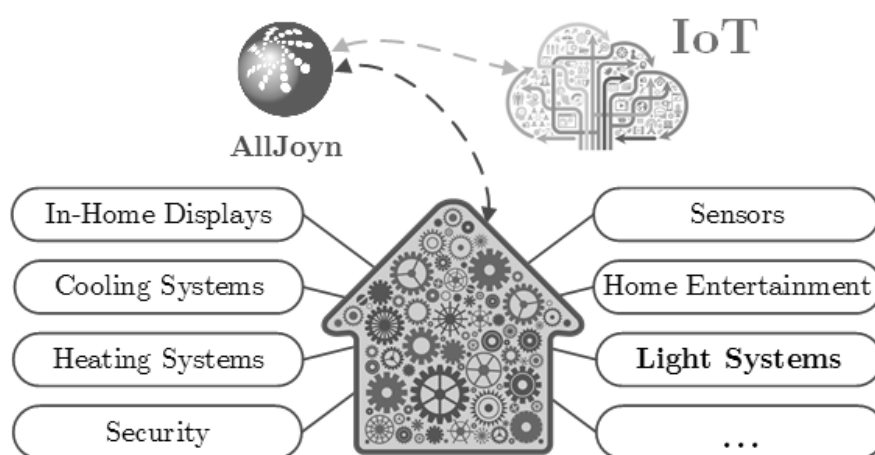 IoT
AllJoyn
In-Home Displays
Sensors
Cooling Systems
Home Entertainment
Heating Systems
Light Systems
Security
...